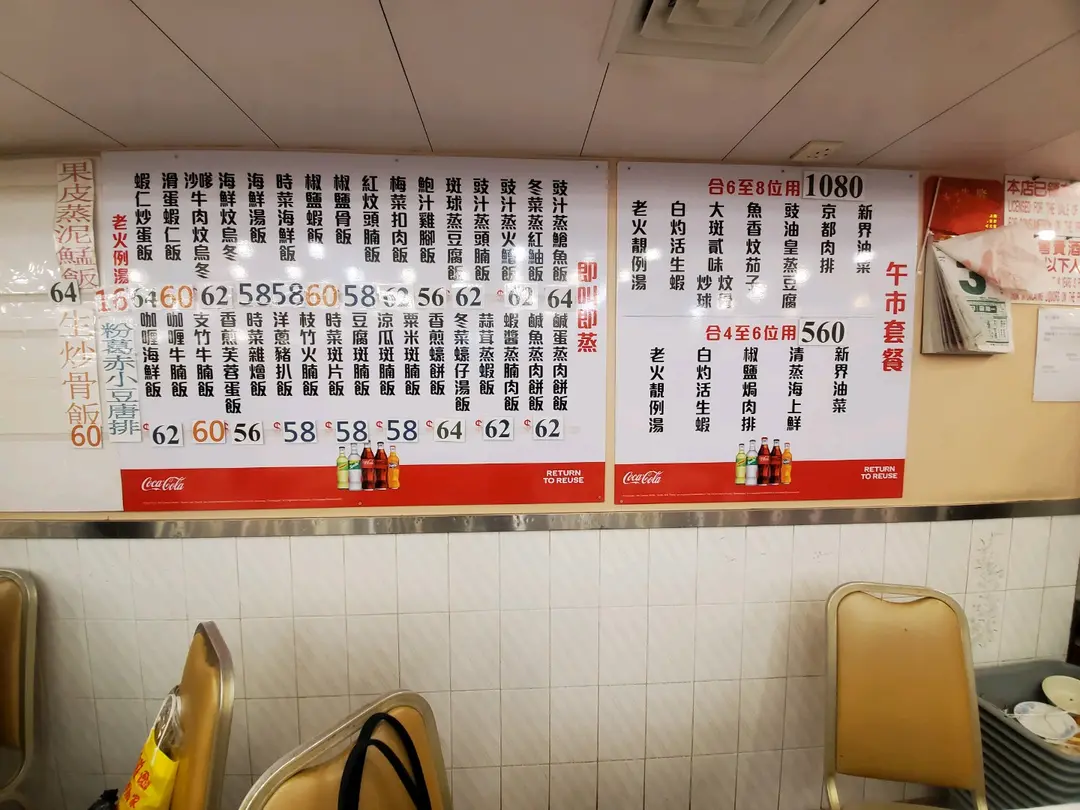 午市套餐
合6至8位用1080
新界油菜
京都肉排
豉油皇蒸豆腐
魚香炆茄子
大斑貳味 炆骨 炒球
白灼活生蝦
老火靚例湯
合4至6位用560
新界油菜
清蒸海上鮮
椒鹽焗肉排
白灼活生蝦
老火靚例湯
Coca-Cola
RETURN TO REUSE
即叫即蒸
豉汁蒸鱠魚飯
冬菜蒸紅鮋飯
豉汁蒸頭腩飯
斑球蒸豆腐飯
鮑汁雞腳飯
梅菜扣肉飯
紅炆頭腩飯
椒鹽骨飯
椒鹽蝦飯
時菜海鮮飯
海鮮湯飯
海鮮炆烏冬
沙嗲牛肉炆烏冬
滑蛋蝦仁飯
蝦仁炒蛋飯
64
62
62
56
62
58
60
58
58
62
60
64
鹹蛋蒸肉餅飯
鹹魚蒸肉餅飯
蝦醬蒸腩肉飯
蒜茸蒸蝦飯
冬菜蠔仔湯飯
香煎蠔餅飯
粟米斑腩飯
涼瓜斑腩飯
豆腐斑腩飯
時菜斑片飯
枝竹火腩飯
洋葱豬扒飯
時菜雜燴飯
香煎芙蓉蛋飯
支竹牛腩飯
咖喱牛腩飯
咖喱海鮮飯
$62
$62
$64
$58
$58
$58
$56
60
$62
Coca-Cola
RETURN TO REUSE
老火例湯
16
粉葛赤小豆唐排
果皮蒸泥鯭飯
64
生炒骨飯
60